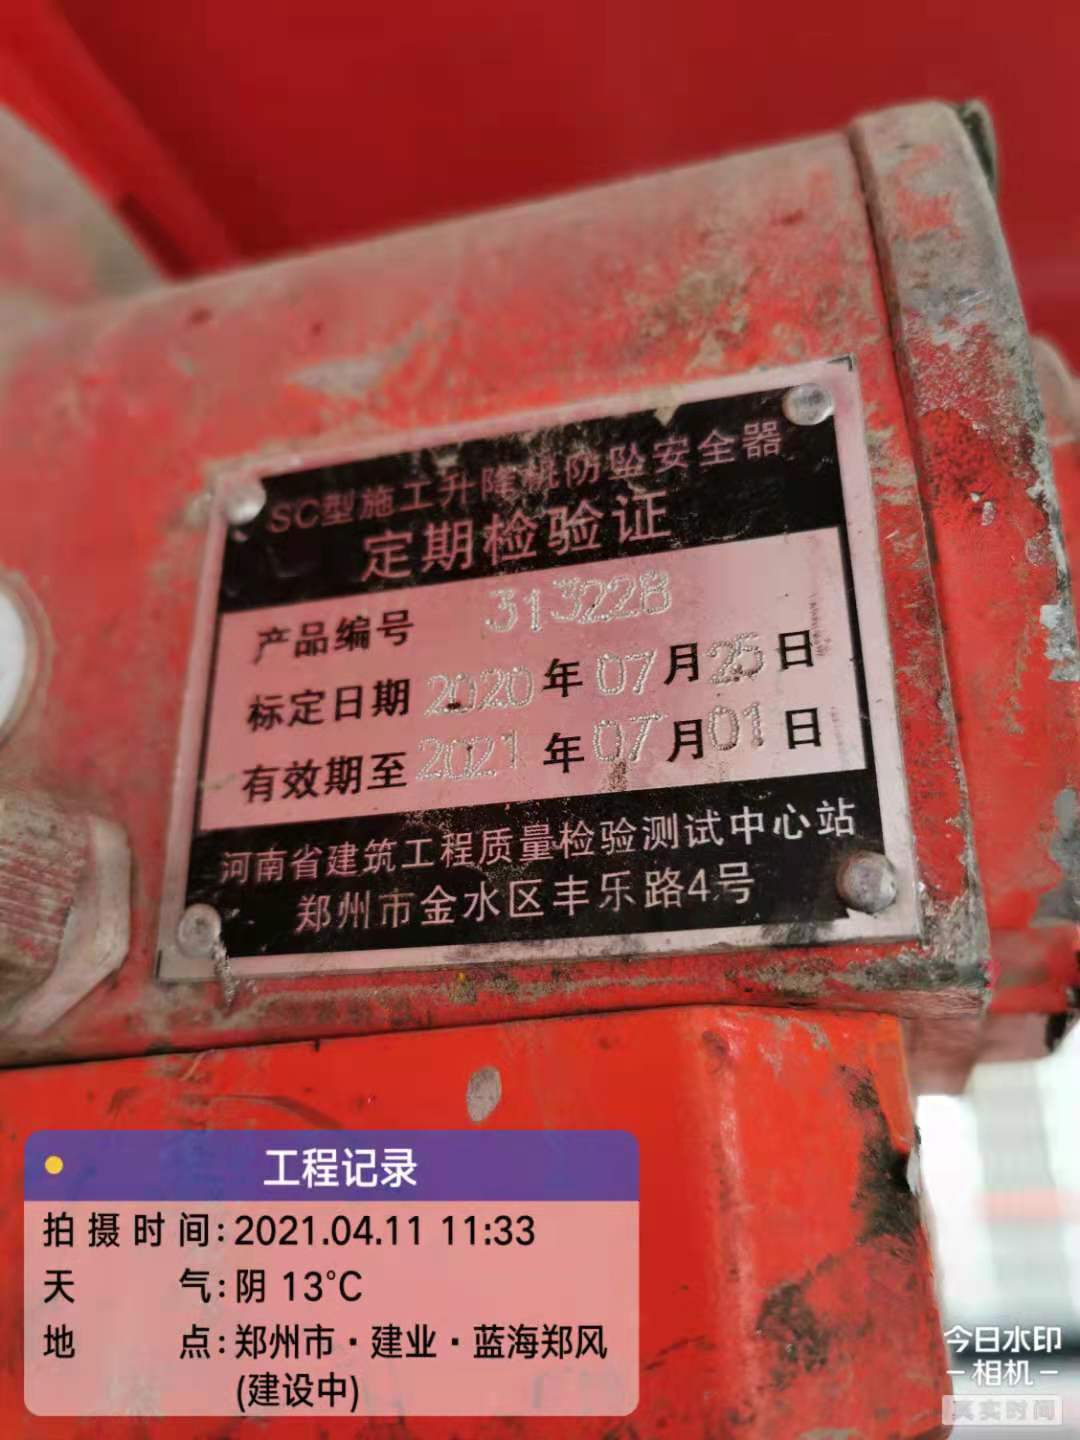 SC型施工升降机防坠安全器
定期检验证
产品编号 313228
标定日期 2020年07月25日
有效期至 2021年07月01日
河南省建筑工程质量检验测试中心站
郑州市金水区丰乐路4号
工程记录
拍摄时间:2021.04.11 11:33
天气:阴 13℃
地点:郑州市·建业·蓝海郑风
(建设中)
今日水印
-相机-
真实时间